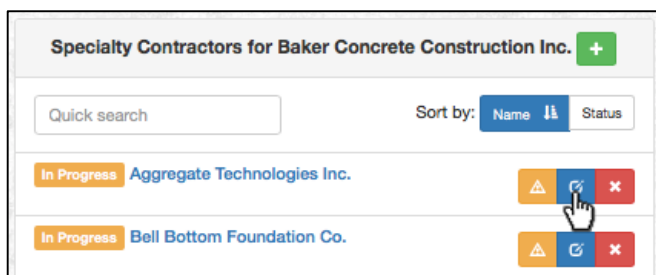 Specialty Contractors for Baker Concrete Construction Inc. +
Quick search Sort by: Name Status
In Progress Aggregate Technologies Inc.
In Progress Bell Bottom Foundation Co.